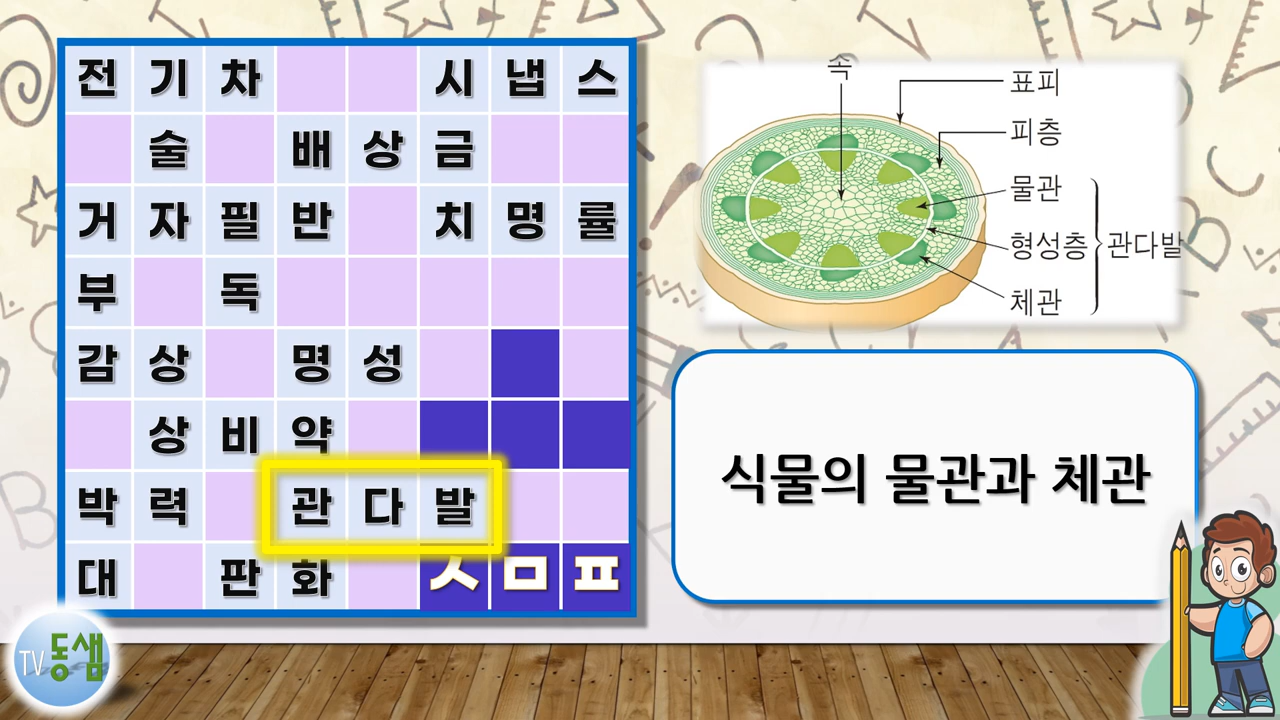 전 기 차 시 냅 스
술 배 상 금
거 자 필 반 치 명 률
부 독
감 상 명 성
상 비 약
박 력 관 다 발
대 판 화 ㅅ ㅁ ㅍ
속
표피
피층
물관
형성층
관다발
체관
식물의 물관과 체관
TV동샘